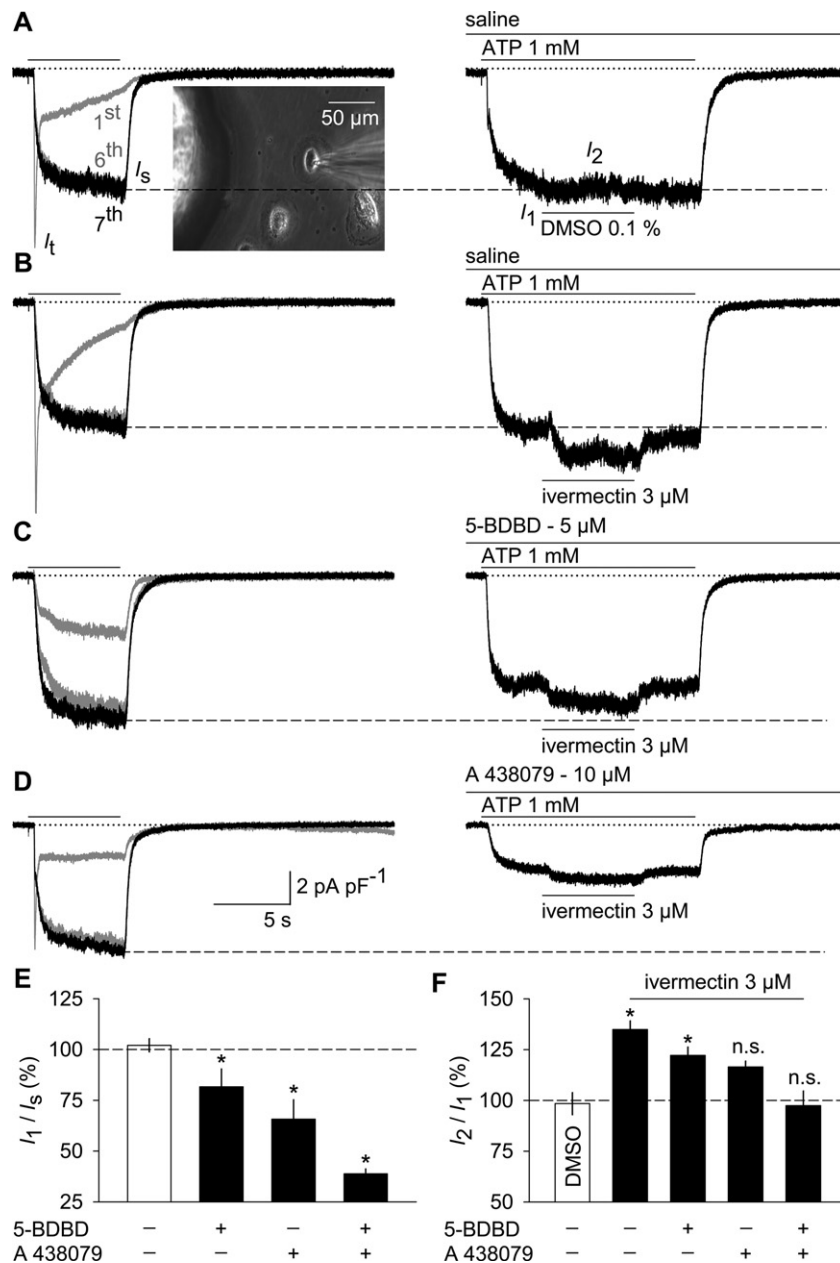 A
saline
ATP 1 mM
1st
6th
7th
Is
It
50 µm
I2
I1
DMSO 0.1 %
B
saline
ATP 1 mM
ivermectin 3 µM
C
5-BDBD - 5 µM
ATP 1 mM
ivermectin 3 µM
D
A 438079 - 10 µM
ATP 1 mM
2 pA pF-1
5 s
ivermectin 3 µM
E
125
100
75
50
25
I1 / Is (%)
* * *
5-BDBD – + – +
A 438079 – – + +
F
ivermectin 3 µM
150
125
100
75
50
I2 / I1 (%)
DMSO
* * n.s. n.s.
– – + – +
– – – + +